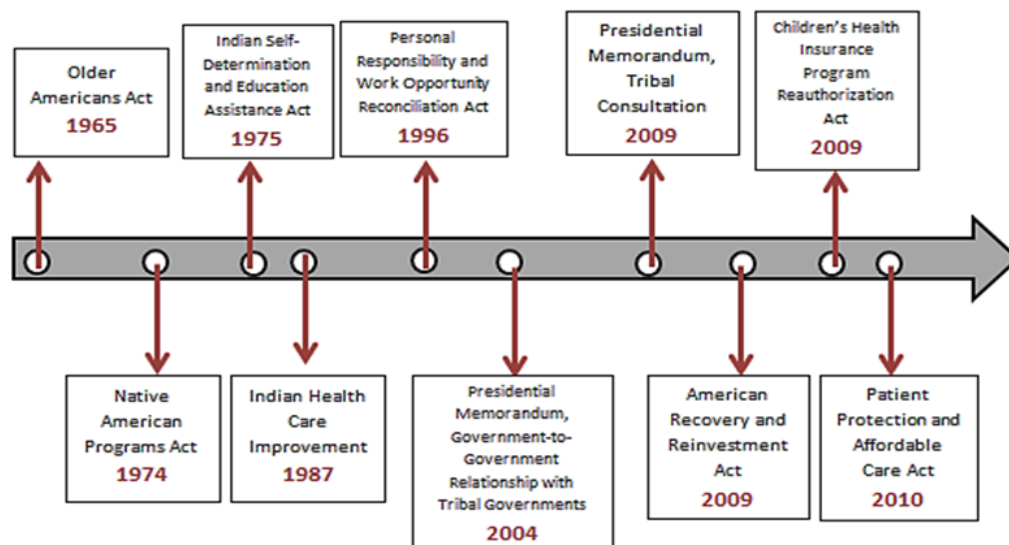 Older
Americans Act
1965
Indian Self-
Determination
and Education
Assistance Act
1975
Personal
Responsibility and
Work Opportunity
Reconciliation Act
1996
Presidential
Memorandum,
Tribal
Consultation
2009
Children's Health
Insurance
Program
Reauthorization
Act
2009
Native
American
Programs Act
1974
Indian Health
Care
Improvement
1987
Presidential
Memorandum,
Government-to-
Government
Relationship with
Tribal Governments
2004
American
Recovery and
Reinvestment
Act
2009
Patient
Protection and
Affordable
Care Act
2010